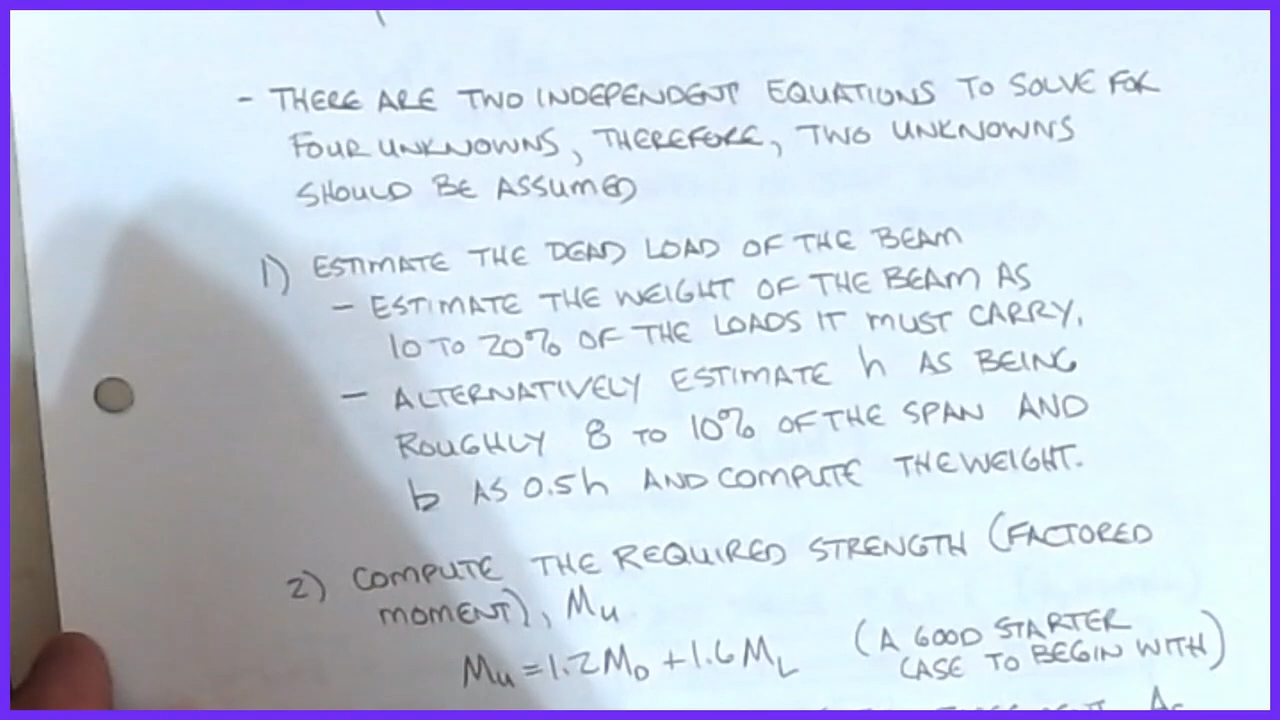 - THERE ARE TWO INDEPENDENT EQUATIONS TO SOLVE FOR
FOUR UNKNOWNS, THEREFORE, TWO UNKNOWNS
SHOULD BE ASSUMED
1) ESTIMATE THE DEAD LOAD OF THE BEAM
- ESTIMATE THE WEIGHT OF THE BEAM AS
10 TO 20% OF THE LOADS IT MUST CARRY.
- ALTERNATIVELY ESTIMATE h AS BEING
ROUGHLY 8 TO 10% OF THE SPAN AND
b AS 0.5h AND COMPUTE THE WEIGHT.
2) COMPUTE THE REQUIRED STRENGTH (FACTORED
MOMENT), Mu
Mu = 1.2MD + 1.6ML (A GOOD STARTER
CASE TO BEGIN WITH)